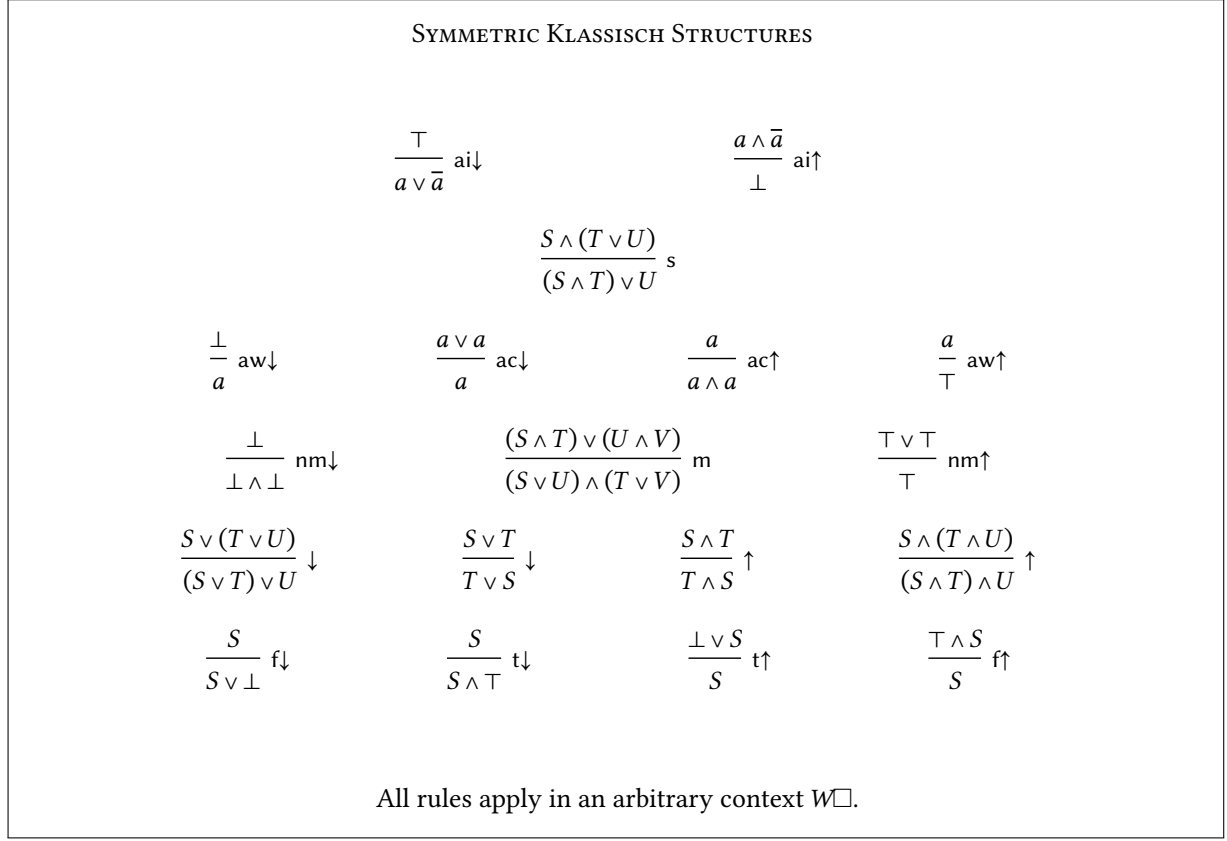 Symmetric Klassisch Structures
⊤ / a ∨ a̅ ai↓    a ∧ a̅ / ⊥ ai↑
S ∧ (T ∨ U) / (S ∧ T) ∨ U s
⊥ / a aw↓    a ∨ a / a ac↓    a / a ∧ a ac↑    a / ⊤ aw↑
⊥ / ⊥ ∧ ⊥ nm↓    (S ∧ T) ∨ (U ∧ V) / (S ∨ U) ∧ (T ∨ V) m    ⊤ ∨ ⊤ / ⊤ nm↑
S ∨ (T ∨ U) / (S ∨ T) ∨ U ↓    S ∨ T / T ∨ S ↓    S ∧ T / T ∧ S ↑    S ∧ (T ∧ U) / (S ∧ T) ∧ U ↑
S / S ∨ ⊥ f↓    S / S ∧ ⊤ t↓    ⊥ ∨ S / S t↑    ⊤ ∧ S / S f↑
All rules apply in an arbitrary context W□.